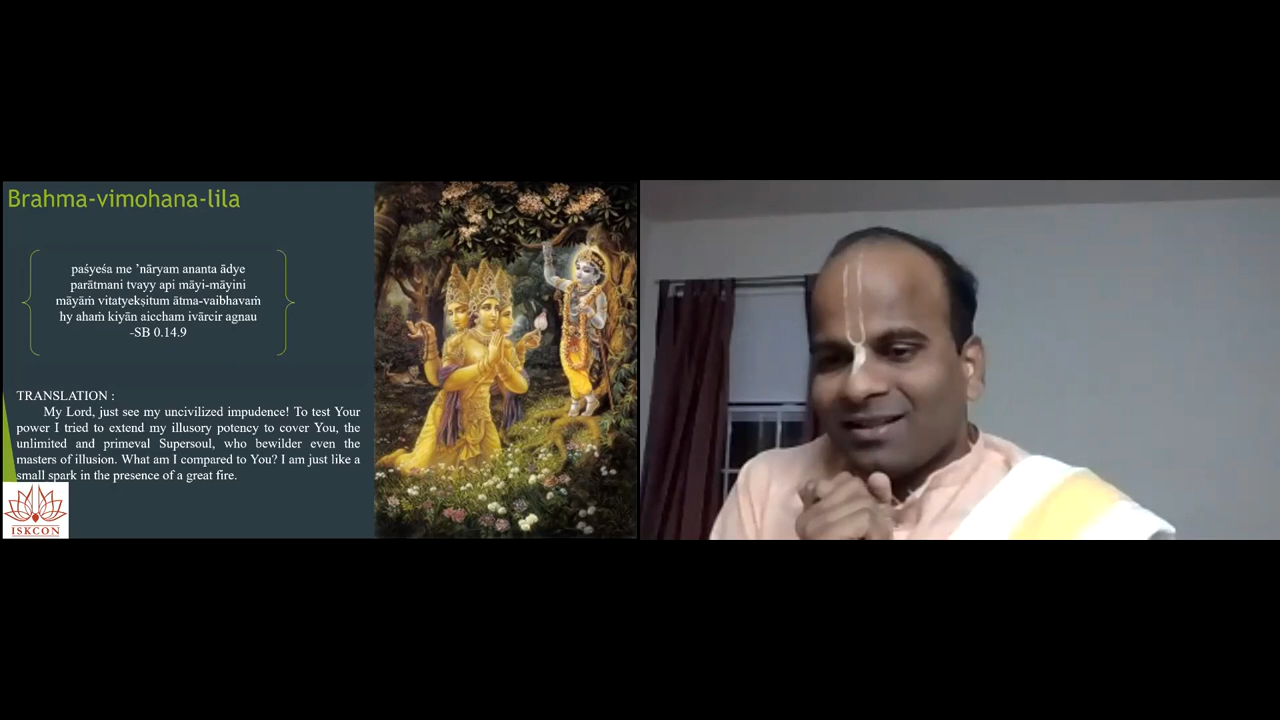 Brahma-vimohana-lila
paśyeśa me ’nāryam ananta ādye
parātmani tvayy api māyi-māyini
māyāṁ vitatyekṣitum ātma-vaibhavaṁ
hy ahaṁ kiyān aiccham ivārcir agnau
-SB 0.14.9
TRANSLATION :
My Lord, just see my uncivilized impudence! To test Your
power I tried to extend my illusory potency to cover You, the
unlimited and primeval Supersoul, who bewilder even the
masters of illusion. What am I compared to You? I am just like a
small spark in the presence of a great fire.
ISKCON